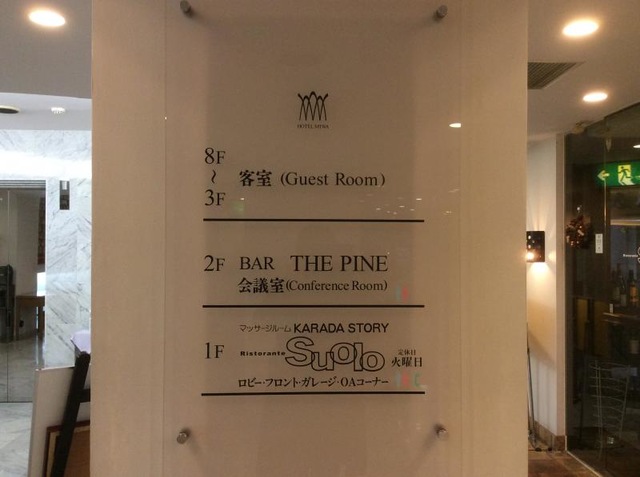 HOTEL MIWA
8F
~
3F
客室 (Guest Room)
2F BAR THE PINE
会議室(Conference Room)
マッサージルーム KARADA STORY
1F Ristorante Suolo 定休日
火曜日
ロビー・フロント・ガレージ・OAコーナー